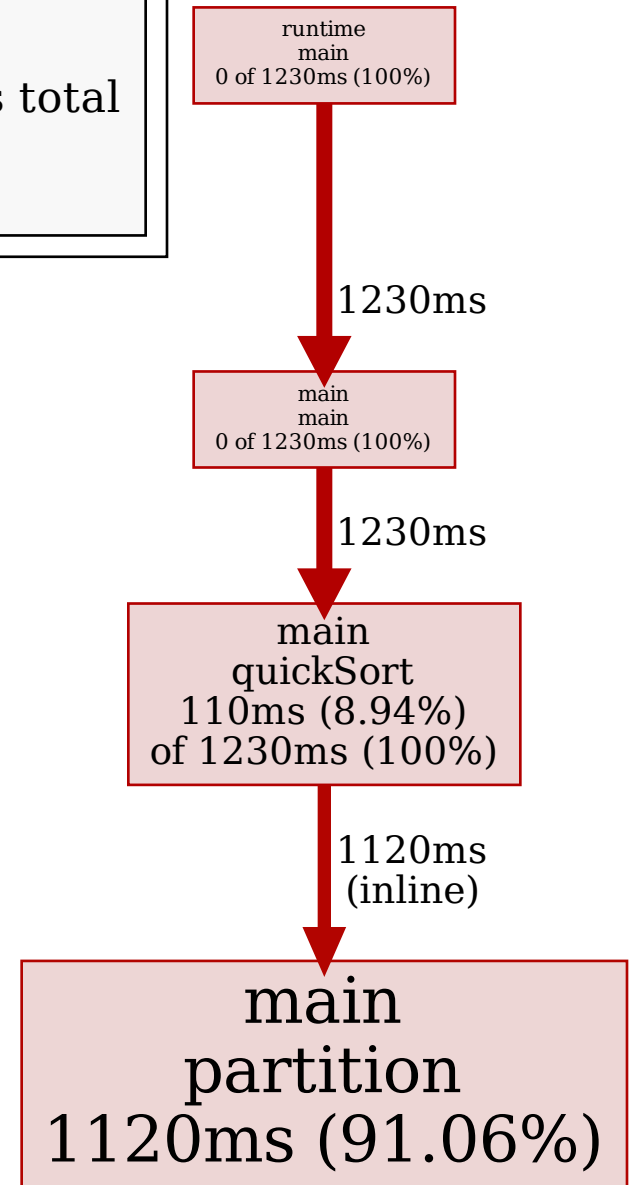 total
runtime
main
0 of 1230ms (100%)
1230ms
main
main
0 of 1230ms (100%)
1230ms
main
quickSort
110ms (8.94%)
of 1230ms (100%)
1120ms
(inline)
main
partition
1120ms (91.06%)